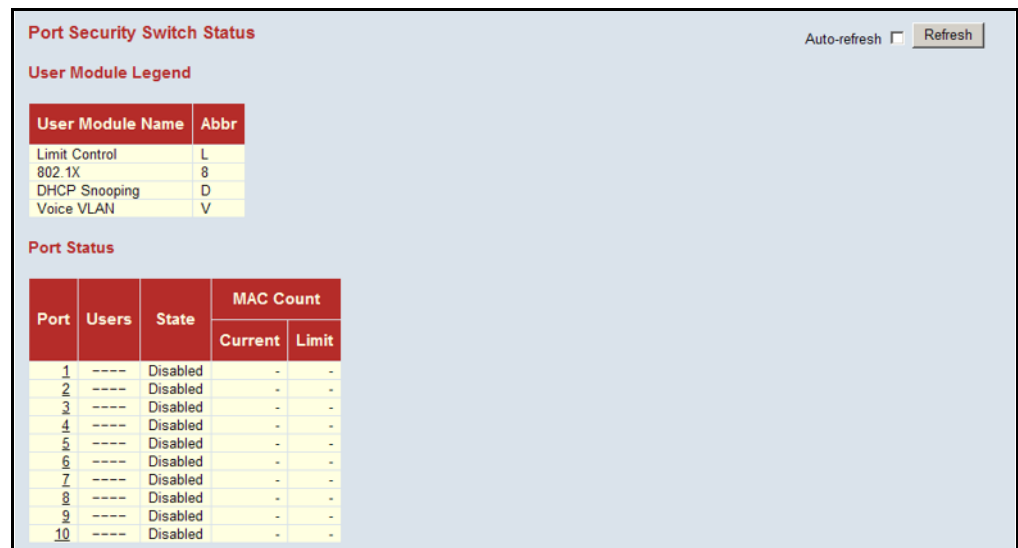 Port Security Switch Status
Auto-refresh Refresh
User Module Legend
User Module Name Abbr
Limit Control L
802.1X 8
DHCP Snooping D
Voice VLAN V
Port Status
Port Users State MAC Count
Current Limit
1 ---- Disabled - -
2 ---- Disabled - -
3 ---- Disabled - -
4 ---- Disabled - -
5 ---- Disabled - -
6 ---- Disabled - -
7 ---- Disabled - -
8 ---- Disabled - -
9 ---- Disabled - -
10 ---- Disabled - -